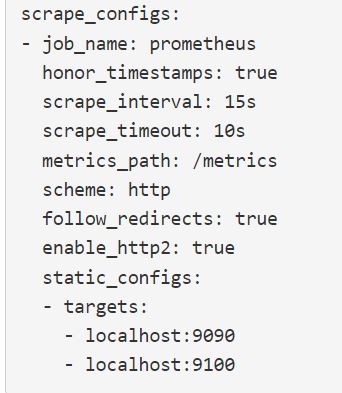 scrape_configs:
- job_name: prometheus
  honor_timestamps: true
  scrape_interval: 15s
  scrape_timeout: 10s
  metrics_path: /metrics
  scheme: http
  follow_redirects: true
  enable_http2: true
  static_configs:
  - targets:
    - localhost:9090
    - localhost:9100